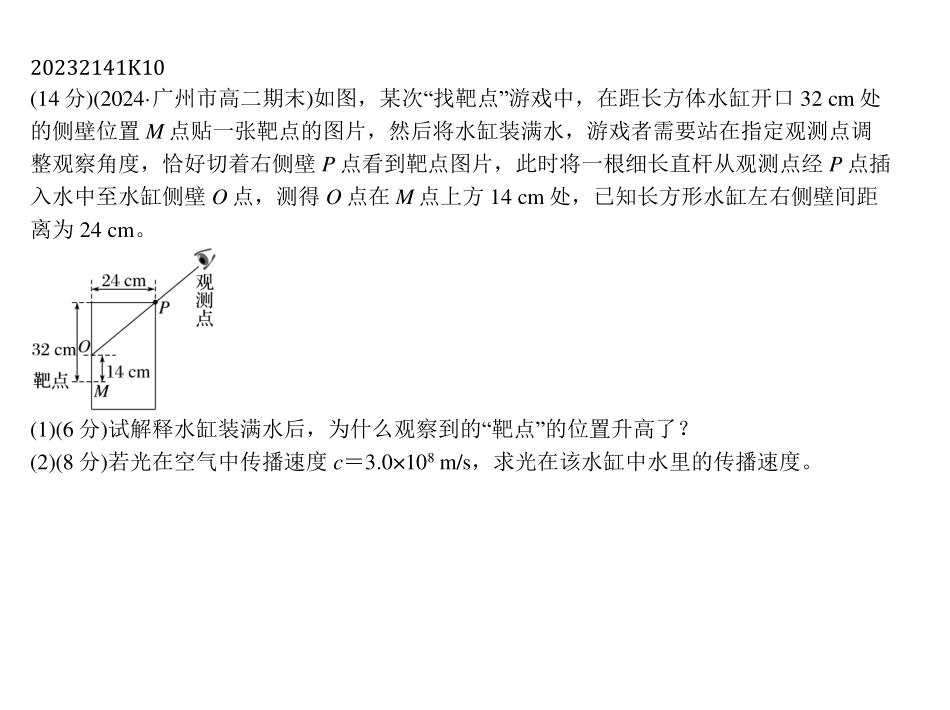 20232141K10
(14 分)(2024·广州市高二期末)如图，某次“找靶点”游戏中，在距长方体水缸开口 32 cm 处
的侧壁位置 M 点贴一张靶点的图片，然后将水缸装满水，游戏者需要站在指定观测点调
整观察角度，恰好切着右侧壁 P 点看到靶点图片，此时将一根细长直杆从观测点经 P 点插
入水中至水缸侧壁 O 点，测得 O 点在 M 点上方 14 cm 处，已知长方形水缸左右侧壁间距
离为 24 cm。
24 cm
观测点
P
32 cm
O
14 cm
靶点
M
(1)(6 分)试解释水缸装满水后，为什么观察到的“靶点”的位置升高了？
(2)(8 分)若光在空气中传播速度 c＝3.0×10⁸ m/s，求光在该水缸中水里的传播速度。